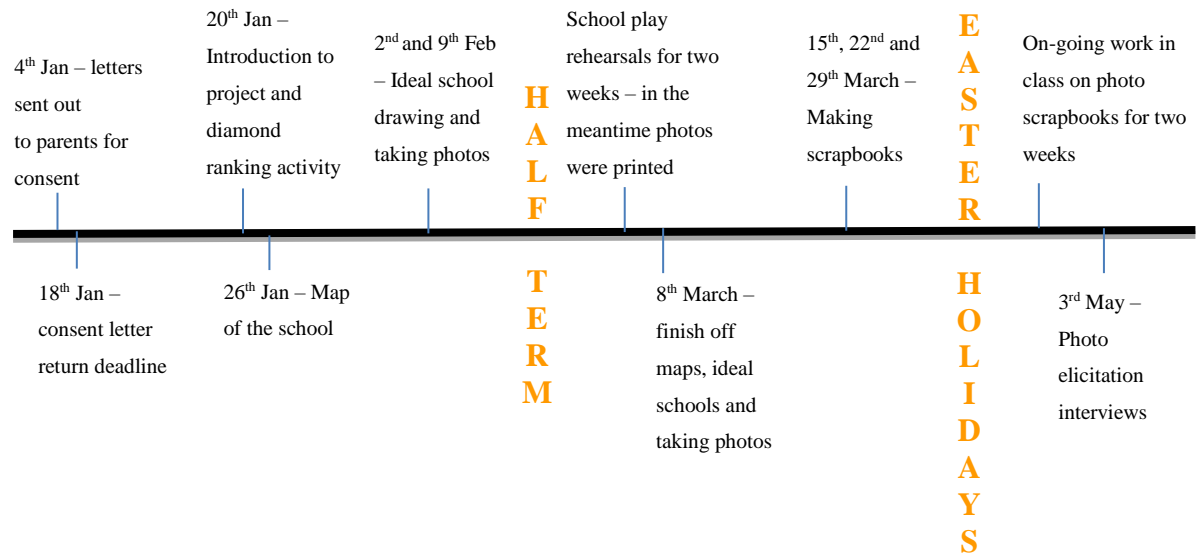 4th Jan – letters
sent out
to parents for
consent
18th Jan –
consent letter
return deadline
20th Jan –
Introduction to
project and
diamond
ranking activity
26th Jan – Map
of the school
2nd and 9th Feb
– Ideal school
drawing and
taking photos
HALF TERM
School play
rehearsals for two
weeks – in the
meantime photos
were printed
8th March –
finish off
maps, ideal
schools and
taking photos
15th, 22nd and
29th March –
Making
scrapbooks
EASTER HOLIDAYS
On-going work in
class on photo
scrapbooks for two
weeks
3rd May –
Photo
elicitation
interviews